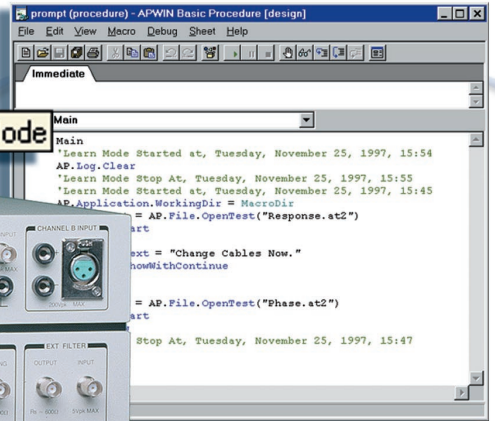 prompt (procedure) - APWIN Basic Procedure [design]
File Edit View Macro Debug Sheet Help
Immediate
Main
ode
Main
'Learn Mode Started at, Tuesday, November 25, 1997, 15:54
AP.Log.Clear
'Learn Mode Stop At, Tuesday, November 25, 1997, 15:55
'Learn Mode Started at, Tuesday, November 25, 1997, 15:45
AP.Application.WorkingDir = MacroDir
= AP.File.OpenTest("Response.at2")
art
ext = "Change Cables Now."
howWithContinue
= AP.File.OpenTest("Phase.at2")
art
Stop At, Tuesday, November 25, 1997, 15:47
INPUT
CHANNEL B INPUT
MAX
MAX
EXT FILTER
OUTPUT INPUT
5Vpk MAX